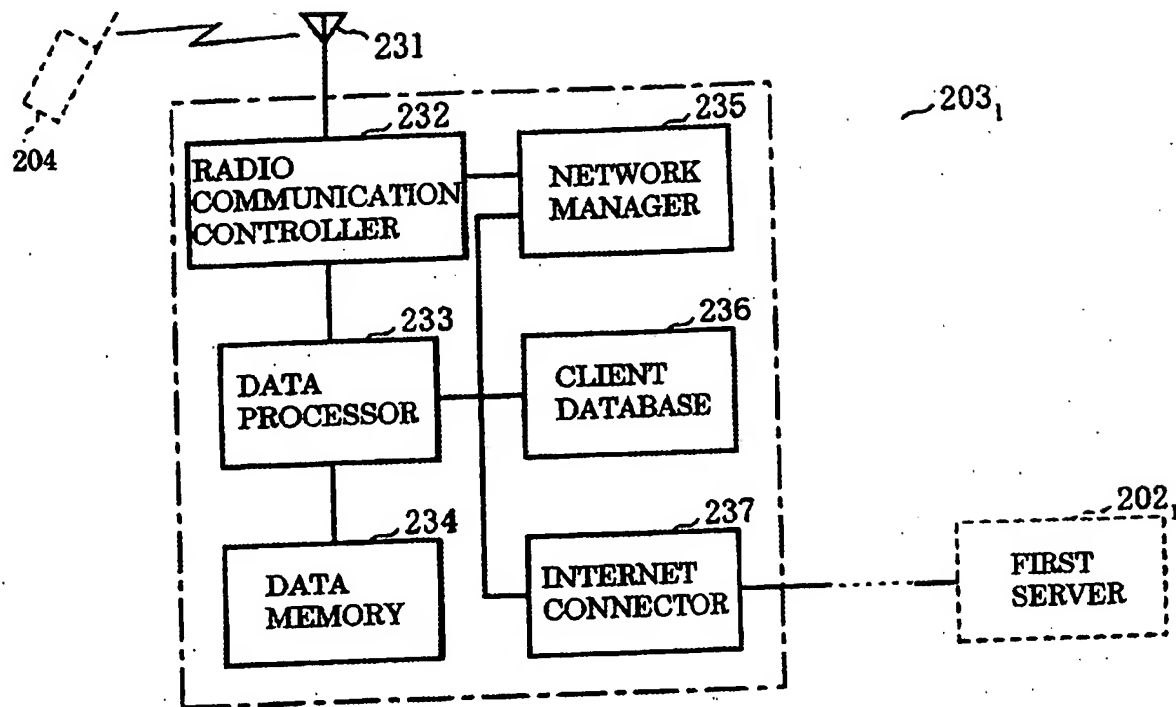 231
204
203₁
232
RADIO
COMMUNICATION
CONTROLLER
235
NETWORK
MANAGER
233
DATA
PROCESSOR
236
CLIENT
DATABASE
234
DATA
MEMORY
237
INTERNET
CONNECTOR
202₁
FIRST
SERVER